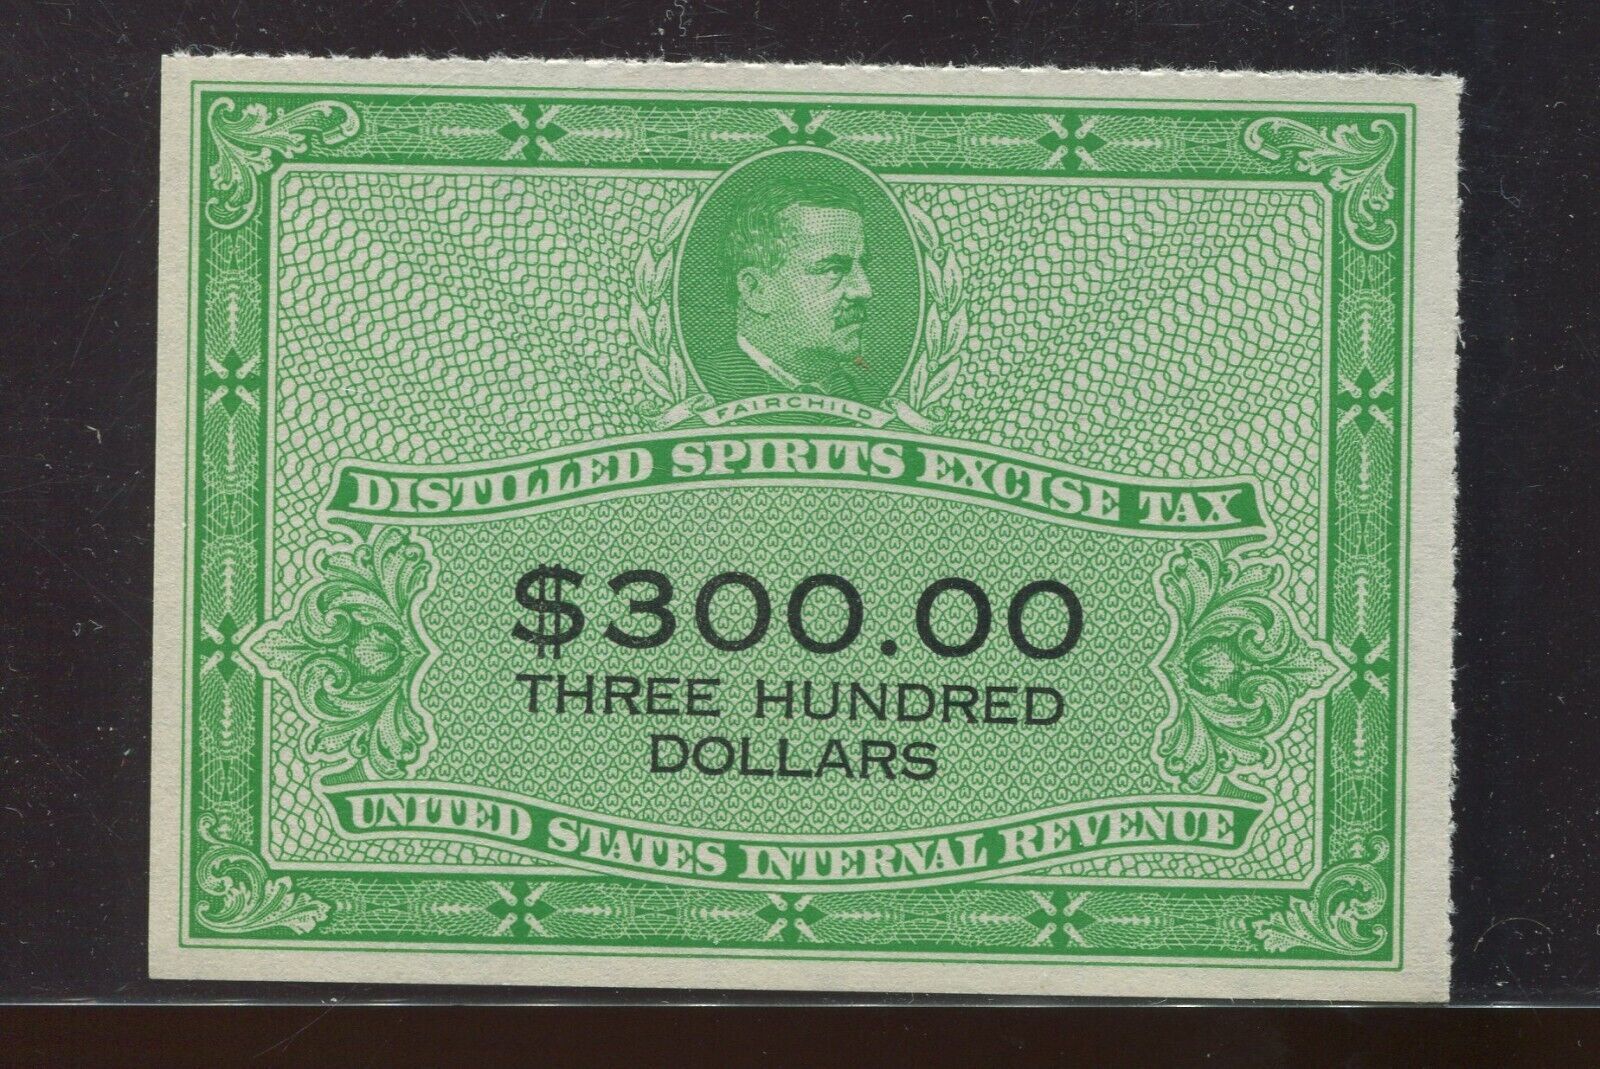 FAIRCHILD
DISTILLED SPIRITS EXCISE TAX
$300.00
THREE HUNDRED
DOLLARS
UNITED STATES INTERNAL REVENUE